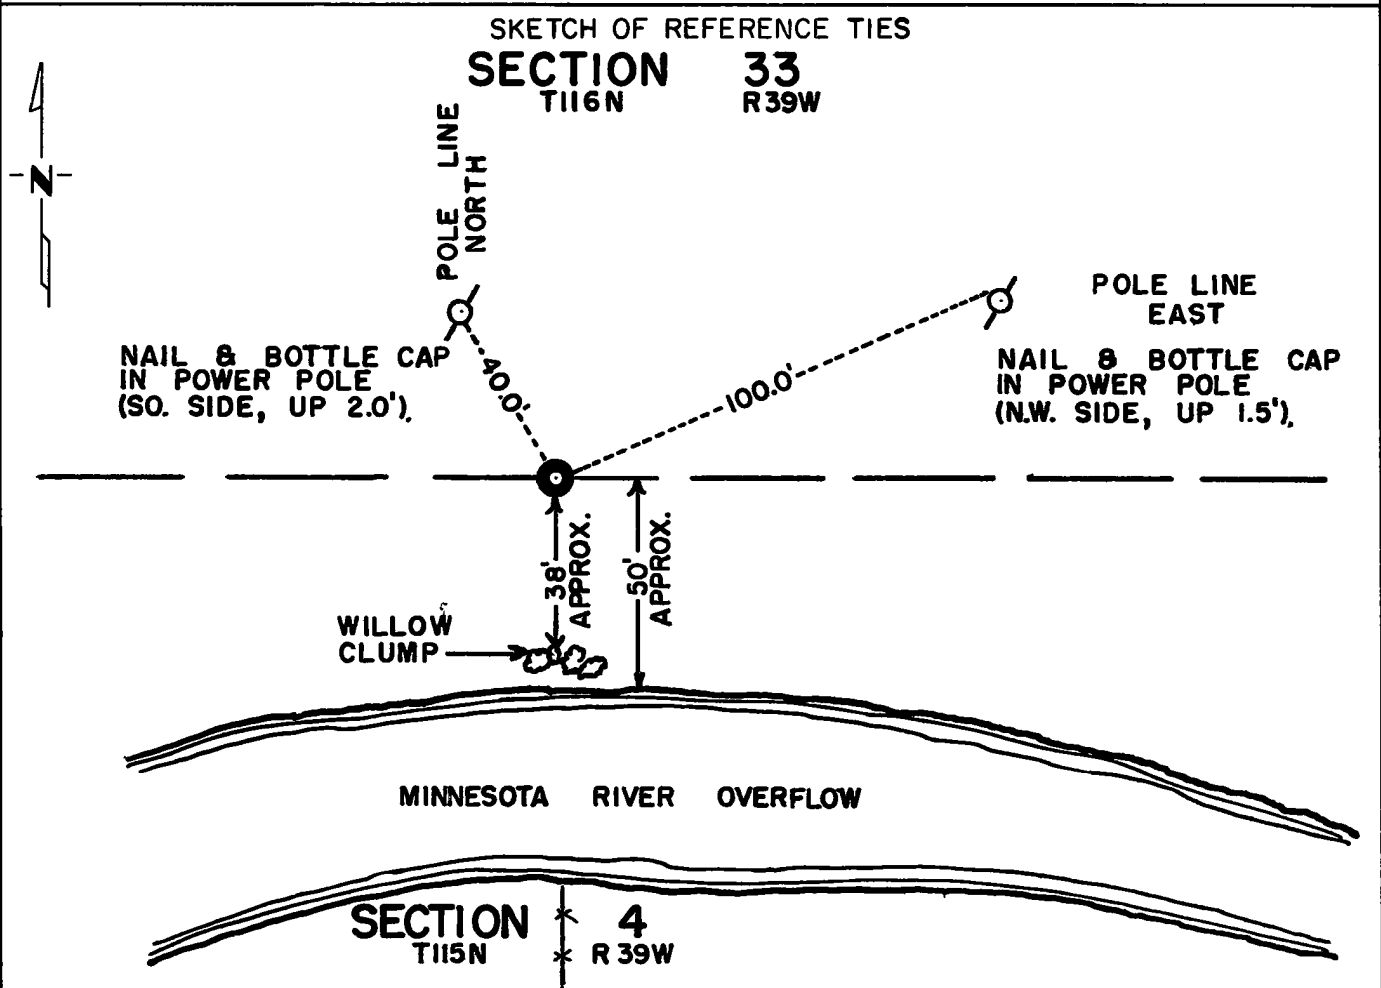 SKETCH OF REFERENCE TIES
SECTION 33
T116N R39W
POLE LINE
NORTH
N
POLE LINE
EAST
NAIL & BOTTLE CAP
IN POWER POLE
(SO. SIDE, UP 2.0').
40.0'
100.0'
NAIL & BOTTLE CAP
IN POWER POLE
(N.W. SIDE, UP 1.5').
38'
APPROX.
50'
APPROX.
WILLOW
CLUMP
MINNESOTA RIVER OVERFLOW
SECTION 4
T115N R39W